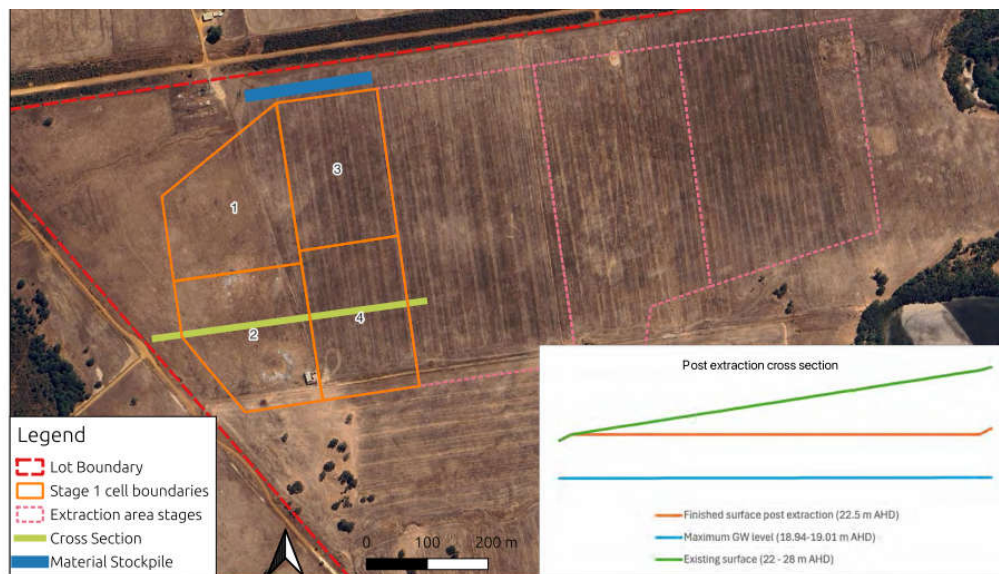 1
3
2
4
Legend
Lot Boundary
Stage 1 cell boundaries
Extraction area stages
Cross Section
Material Stockpile
0 100 200 m
Post extraction cross section
Finished surface post extraction (22.5 m AHD)
Maximum GW level (18.94-19.01 m AHD)
Existing surface (22 - 28 m AHD)